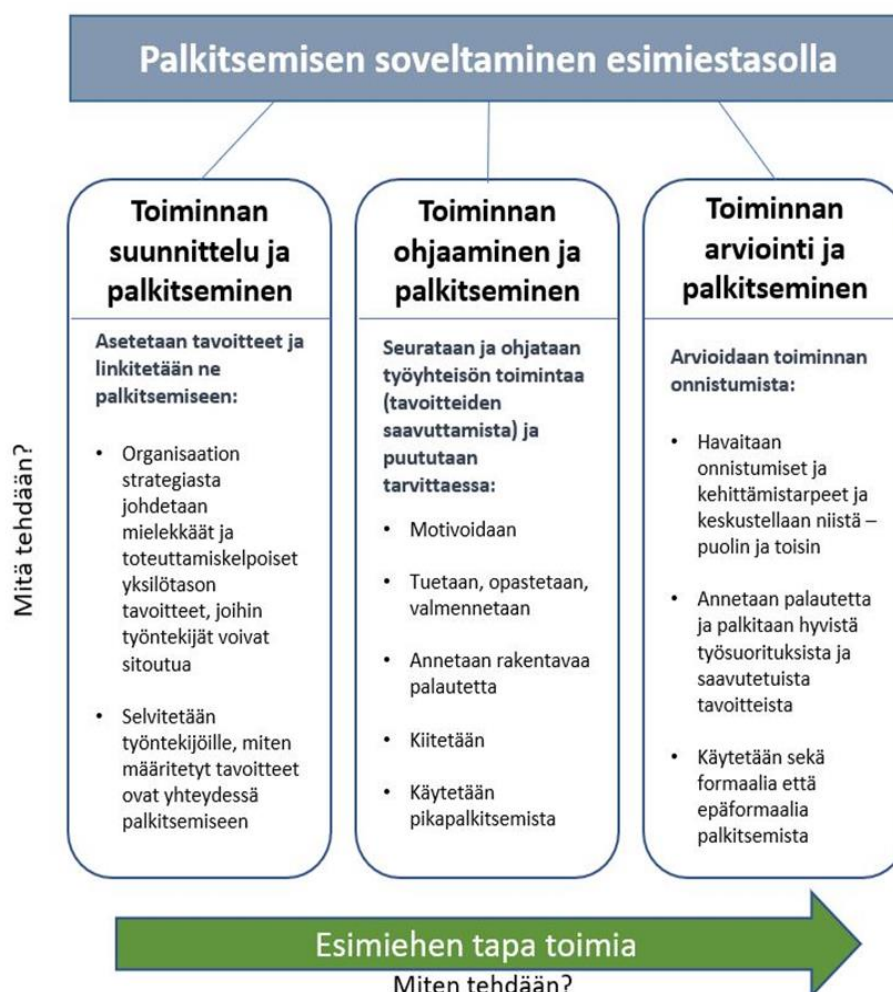 Palkitsemisen soveltaminen esimiestasolla
Mitä tehdään?
Toiminnan
suunnittelu ja
palkitseminen
Asetetaan tavoitteet ja
linkitetään ne
palkitsemiseen:
• Organisaation
strategiasta
johdetaan
mielekkäät ja
toteuttamiskelpoiset
yksilötason
tavoitteet, joihin
työntekijät voivat
sitoutua
• Selvitetään
työntekijöille, miten
määritetyt tavoitteet
ovat yhteydessä
palkitsemiseen
Toiminnan
ohjaaminen ja
palkitseminen
Seurataan ja ohjataan
työyhteisön toimintaa
(tavoitteiden
saavuttamista) ja
puututaan
tarvittaessa:
• Motivoidaan
• Tuetaan, opastetaan,
valmennetaan
• Annetaan rakentavaa
palautetta
• Kiitetään
• Käytetään
pikapalkitsemista
Toiminnan
arviointi ja
palkitseminen
Arvioidaan toiminnan
onnistumista:
• Havaitaan
onnistumiset ja
kehittämistarpeet ja
keskustellaan niistä –
puolin ja toisin
• Annetaan palautetta
ja palkitaan hyvistä
työsuorituksista ja
saavutetuista
tavoitteista
• Käytetään sekä
formaalia että
epäformaalia
palkitsemista
Esimiehen tapa toimia
Miten tehdään?